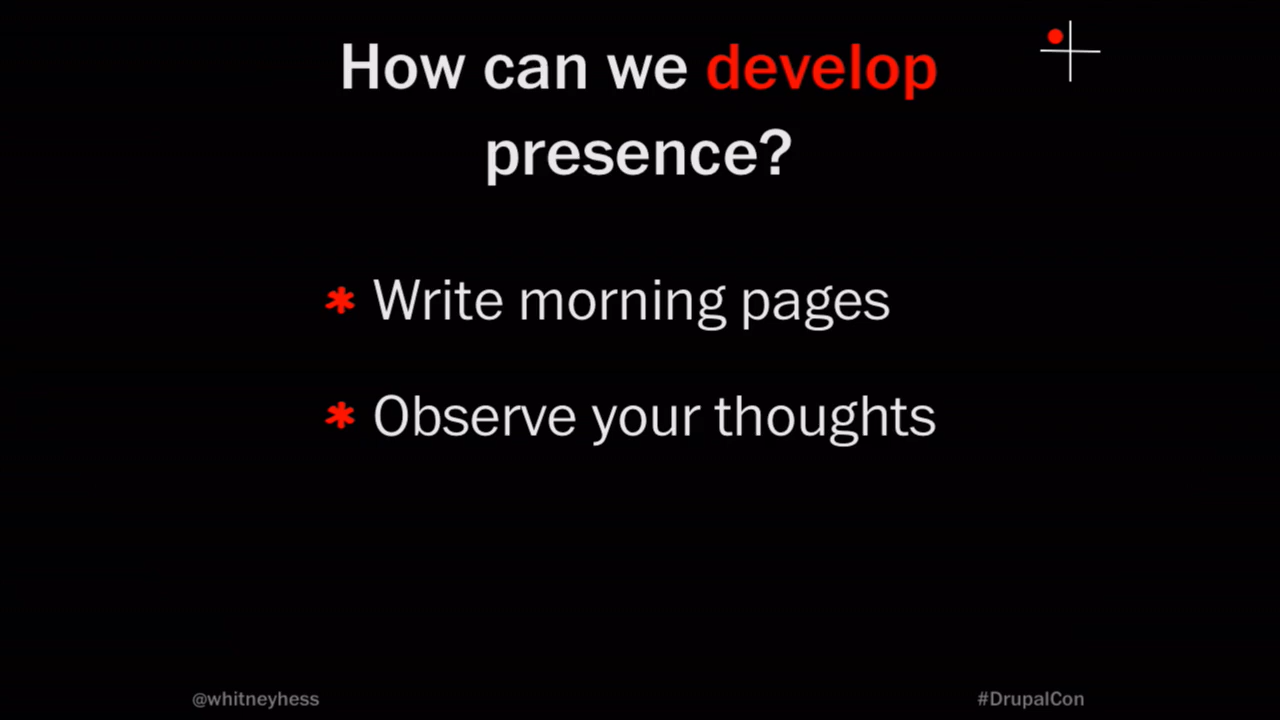 How can we develop
presence?
* Write morning pages
* Observe your thoughts
@whitneyhess
#DrupalCon